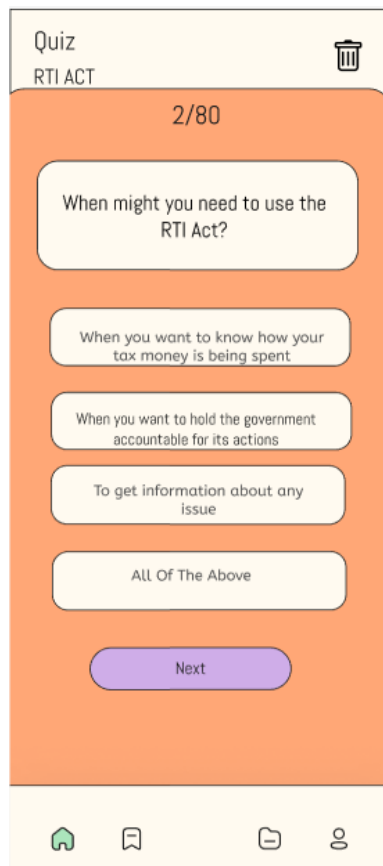 Quiz
RTI ACT
2/80
When might you need to use the
RTI Act?
When you want to know how your
tax money is being spent
When you want to hold the government
accountable for its actions
To get information about any
issue
All Of The Above
Next